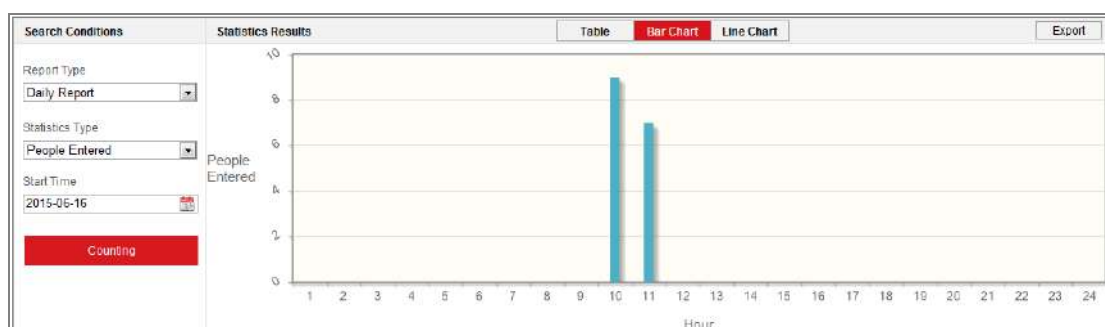 Search Conditions
Statistics Results
Table
Bar Chart
Line Chart
Export
Report Type
Daily Report
Statistics Type
People Entered
Start Time
2015-06-16
Counting
10
8
6
4
2
0
People
Entered
1 2 3 4 5 6 7 8 9 10 11 12 13 14 15 16 17 18 19 20 21 22 23 24
Hour